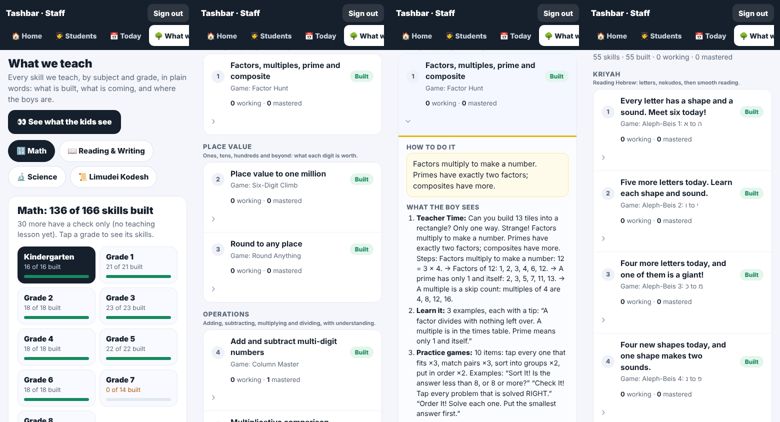 Tashbar · Staff
Sign out
Home
Students
Today
What w
What we teach
Every skill we teach, by subject and grade, in plain
words: what is built, what is coming, and where
the boys are.
See what the kids see
Math
Reading & Writing
Science
Limudei Kodesh
Math: 136 of 166 skills built
30 more have a check only (no teaching
lesson yet). Tap a grade to see its skills.
Kindergarten
16 of 16 built
Grade 1
21 of 21 built
Grade 2
18 of 18 built
Grade 3
23 of 23 built
Grade 4
18 of 18 built
Grade 5
22 of 22 built
Grade 6
18 of 18 built
Grade 7
0 of 14 built
Grade 8
Sign out
Home
Students
Today
What w
1
Factors, multiples, prime and
composite
Built
Game: Factor Hunt
0 working · 0 mastered
PLACE VALUE
Ones, tens, hundreds and beyond: what each digit is worth.
2
Place value to one million
Built
Game: Six-Digit Climb
0 working · 0 mastered
3
Round to any place
Built
Game: Round Anything
0 working · 0 mastered
OPERATIONS
Adding, subtracting, multiplying and dividing, with understanding.
4
Add and subtract multi-digit
numbers
Built
Game: Column Master
0 working · 1 mastered
Multiplicative comparison
Tashbar · Staff
Sign out
Home
Students
Today
What w
1
Factors, multiples, prime and
composite
Built
Game: Factor Hunt
0 working · 0 mastered
HOW TO DO IT
Factors multiply to make a number.
Primes have exactly two factors;
composites have more.
WHAT THE BOY SEES
1. Teacher Time: Can you build 13 tiles into a
rectangle? Only one way. Strange! Factors
multiply to make a number. Primes have
exactly two factors; composites have more.
Steps: Factors multiply to make a number: 12
= 3 × 4. → Factors of 12: 1, 2, 3, 4, 6, 12. → A
prime has only 1 and itself: 2, 3, 5, 7, 11, 13. →
A multiple is a skip count: multiples of 4 are
4, 8, 12, 16.
2. Learn it: 3 examples, each with a tip: "A
factor divides with nothing left over. A
multiple is in the times table. Prime means
only 1 and itself."
3. Practice games: 10 items: tap every one that
fits ×3, match pairs ×3, sort into groups ×2,
put in order ×2. Examples: "Sort It! Is the
answer less than 8, or 8 or more?" "Check It!
Tap every problem that is solved RIGHT."
"Order It! Solve each one. Put the smallest
answer first."
Tashbar · Staff
Sign out
Home
Students
Today
What w
55 skills · 55 built · 0 working · 0 mastered
KRIYAH
Reading Hebrew: letters, nekudos, then smooth reading.
1
Every letter has a shape and a
sound. Meet six today!
Built
Game: Aleph-Beis 1:
0 working · 0 mastered
2
Five more letters today. Learn
each shape and sound.
Built
Game: Aleph-Beis 2:
0 working · 0 mastered
3
Four more letters today, and
one of them is a giant!
Built
Game: Aleph-Beis 3:
0 working · 0 mastered
4
Four new shapes today, and
one shape makes two
sounds.
Built
Game: Aleph-Beis 4:
0 working · 0 mastered